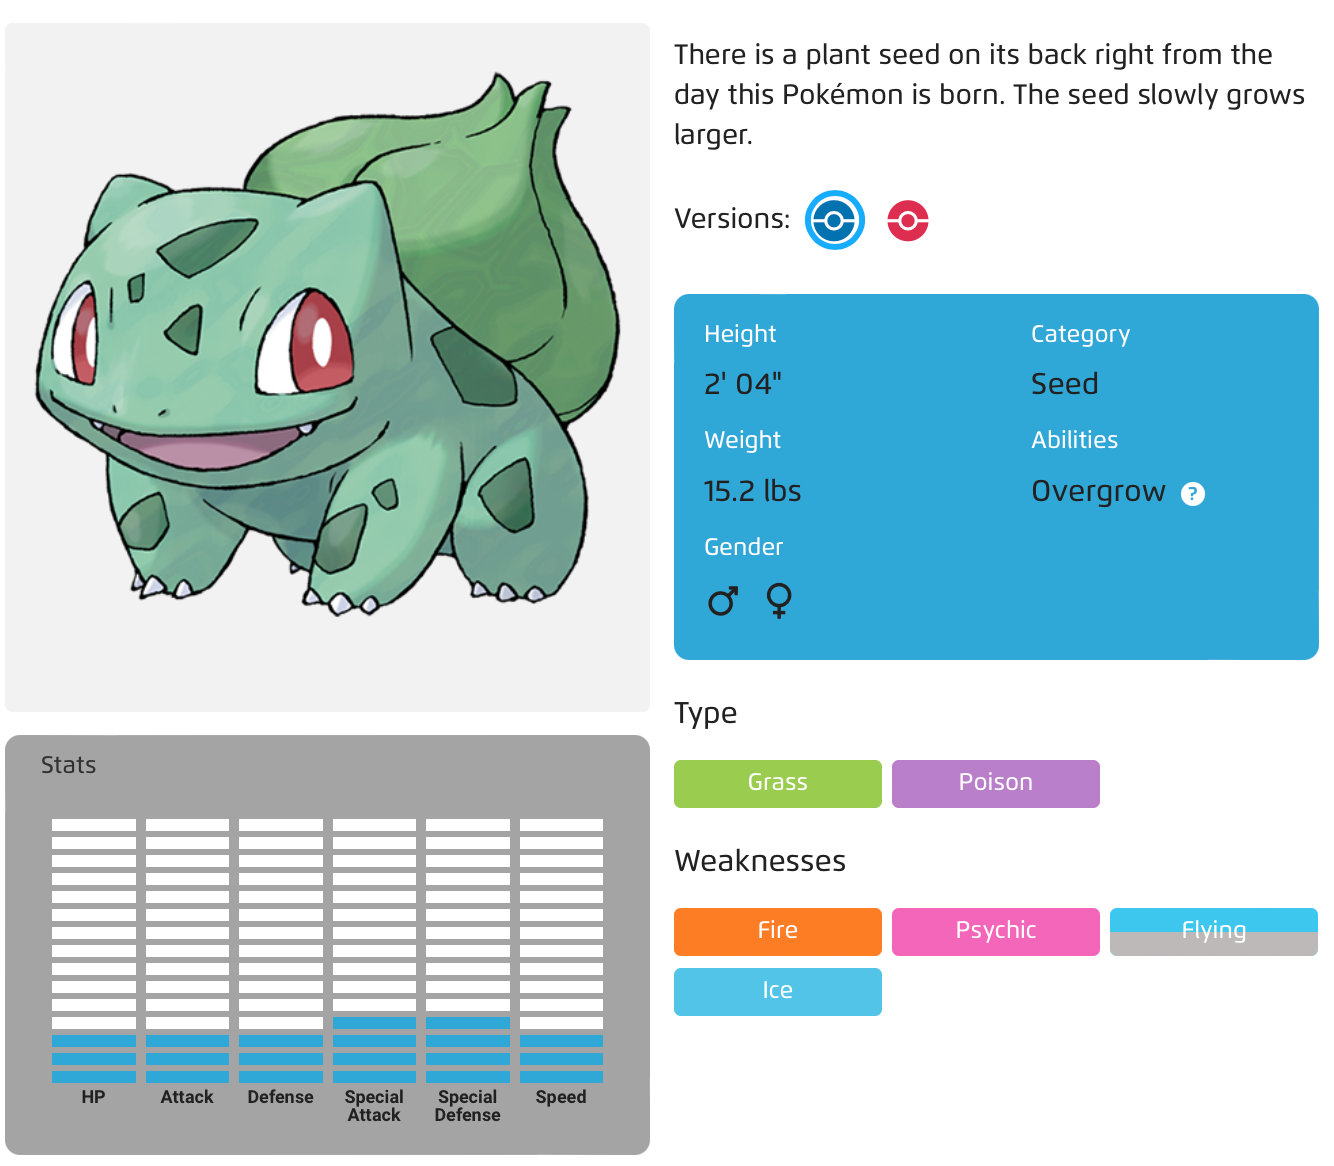 There is a plant seed on its back right from the
day this Pokémon is born. The seed slowly grows
larger.
Versions:
Height
2' 04"
Weight
15.2 lbs
Gender
Category
Seed
Abilities
Overgrow ?
Type
Grass
Poison
Weaknesses
Fire
Psychic
Flying
Ice
Stats
HP
Attack
Defense
Special
Attack
Special
Defense
Speed